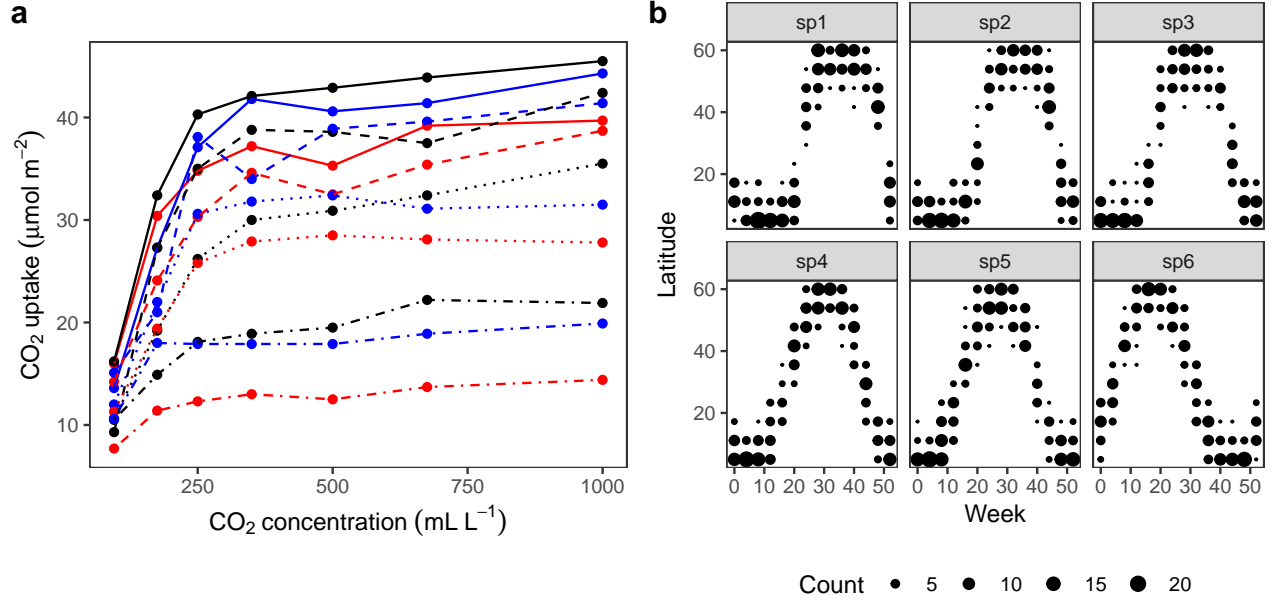 a
CO₂ uptake (μmol m⁻²)
40
30
20
10
250 500 750 1000
CO₂ concentration (mL L⁻¹)
b
sp1 sp2 sp3
60
40
20
sp4 sp5 sp6
60
40
20
Latitude
0 10 20 30 40 50 0 10 20 30 40 50 0 10 20 30 40 50
Week
Count 5 10 15 20